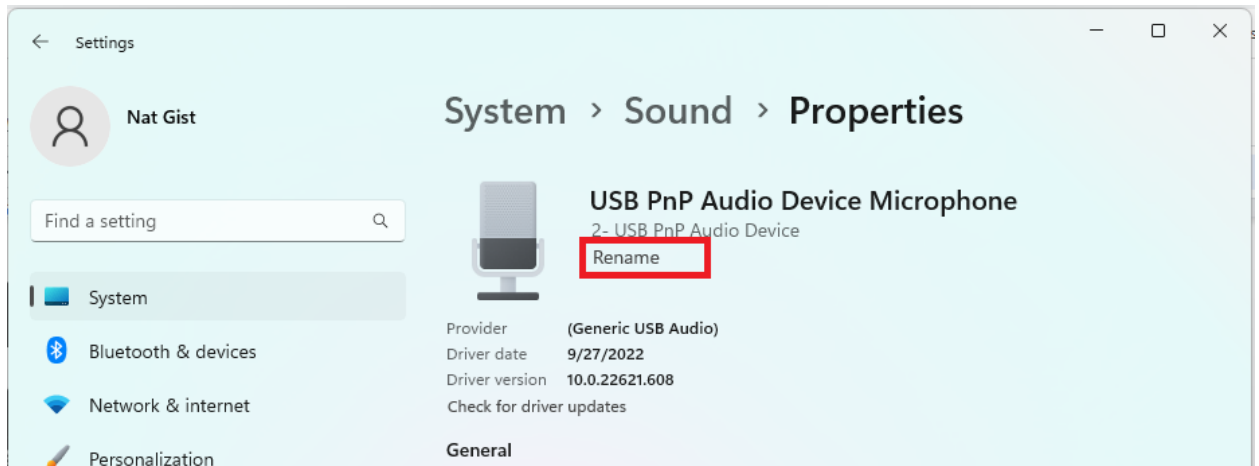 Settings
Nat Gist
Find a setting
System
Bluetooth & devices
Network & internet
Personalization
System > Sound > Properties
USB PnP Audio Device Microphone
2- USB PnP Audio Device
Rename
Provider (Generic USB Audio)
Driver date 9/27/2022
Driver version 10.0.22621.608
Check for driver updates
General